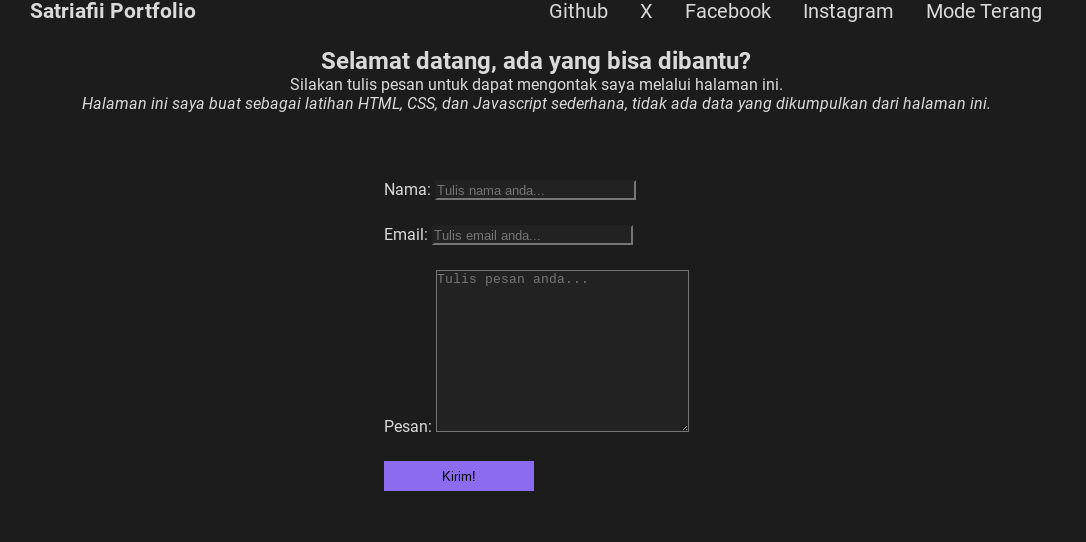 Satriafii Portfolio Github X Facebook Instagram Mode Terang
Selamat datang, ada yang bisa dibantu?
Silakan tulis pesan untuk dapat mengontak saya melalui halaman ini.
Halaman ini saya buat sebagai latihan HTML, CSS, dan Javascript sederhana, tidak ada data yang dikumpulkan dari halaman ini.
Nama: Tulis nama anda...
Email: Tulis email anda...
Tulis pesan anda...
Pesan:
Kirim!